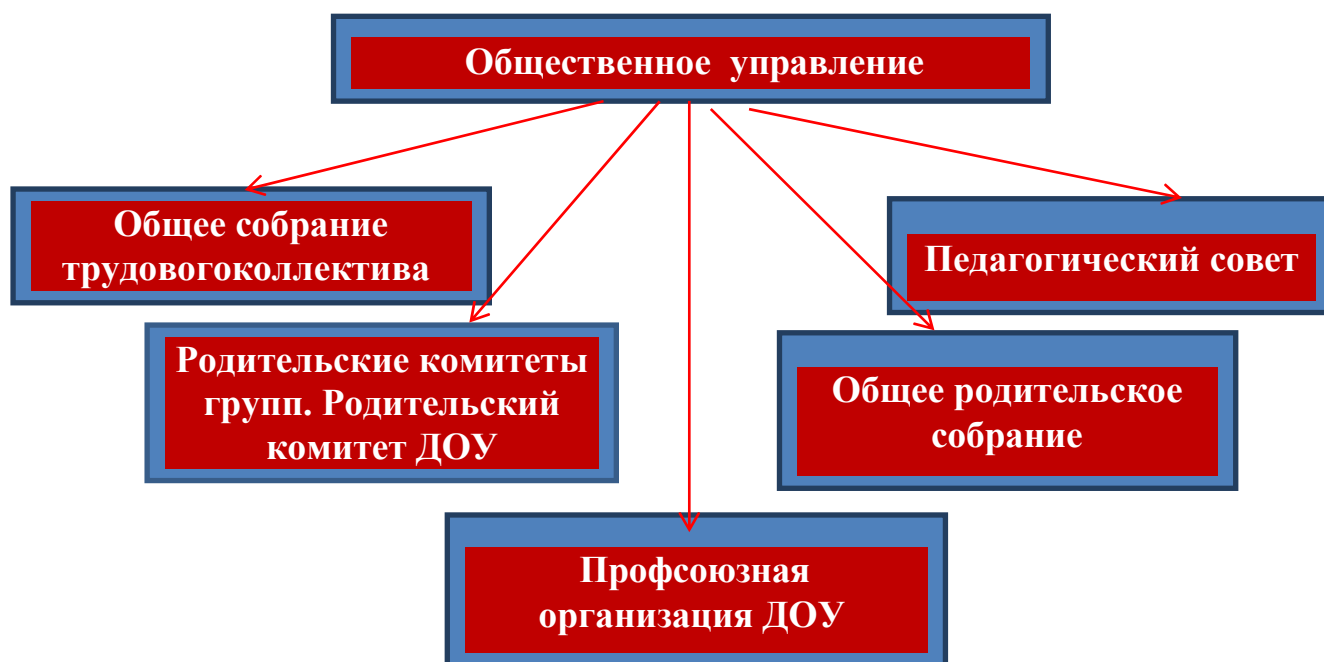 Общественное  управление
Общее собрание
трудовогоколлектива
Педагогический совет
Родительские комитеты
групп. Родительский
комитет ДОУ
Общее родительское
собрание
Профсоюзная
организация ДОУ